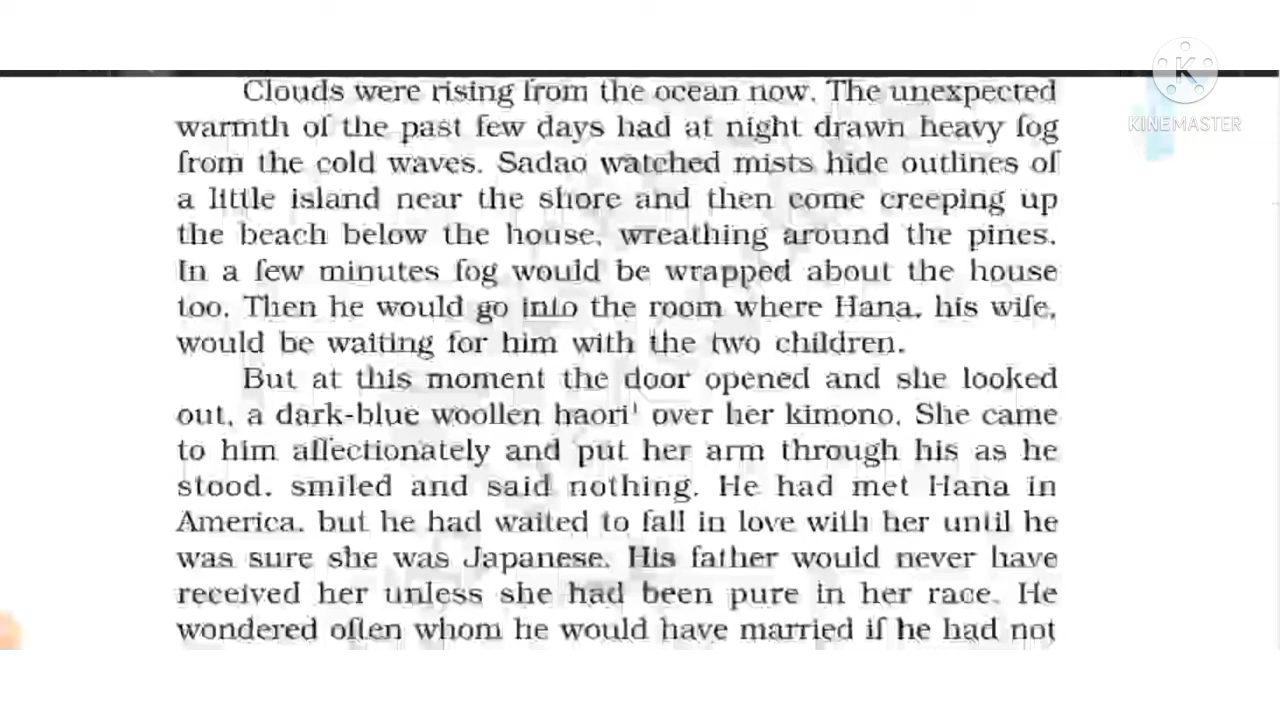 K
KINEMASTER
Clouds were rising from the ocean now. The unexpected
warmth of the past few days had at night drawn heavy fog
from the cold waves. Sadao watched mists hide outlines of
a little island near the shore and then come creeping up
the beach below the house, wreathing around the pines.
In a few minutes fog would be wrapped about the house
too. Then he would go into the room where Hana, his wife,
would be waiting for him with the two children.
But at this moment the door opened and she looked
out, a dark-blue woollen haori¹ over her kimono. She came
to him affectionately and put her arm through his as he
stood, smiled and said nothing. He had met Hana in
America, but he had waited to fall in love with her until he
was sure she was Japanese. His father would never have
received her unless she had been pure in her race. He
wondered often whom he would have married if he had not